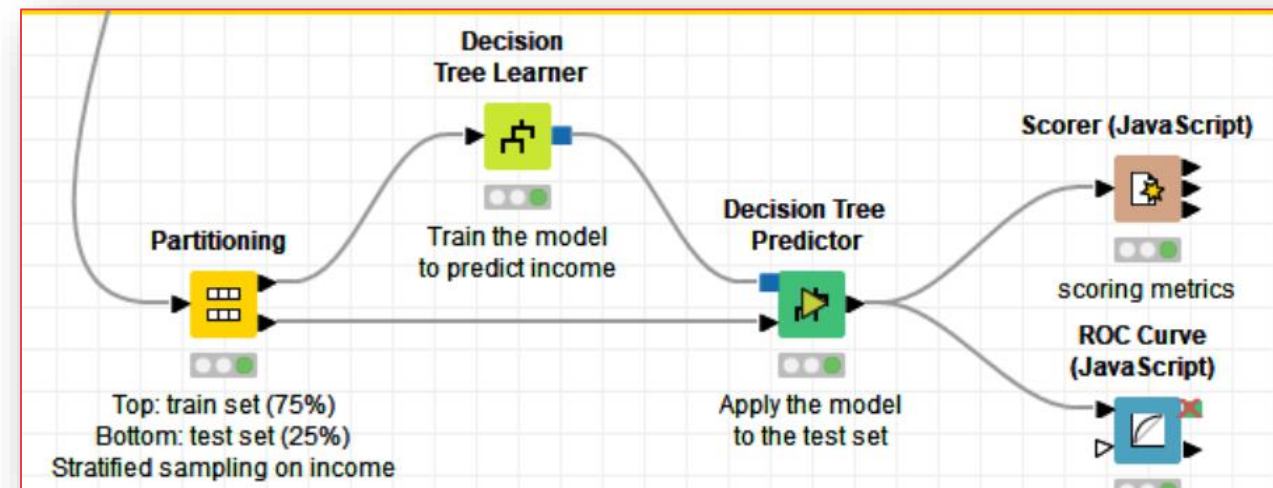 Decision
Tree Learner
Train the model
to predict income
Partitioning
Top: train set (75%)
Bottom: test set (25%)
Stratified sampling on income
Decision Tree
Predictor
Apply the model
to the test set
Scorer (JavaScript)
scoring metrics
ROC Curve
(JavaScript)